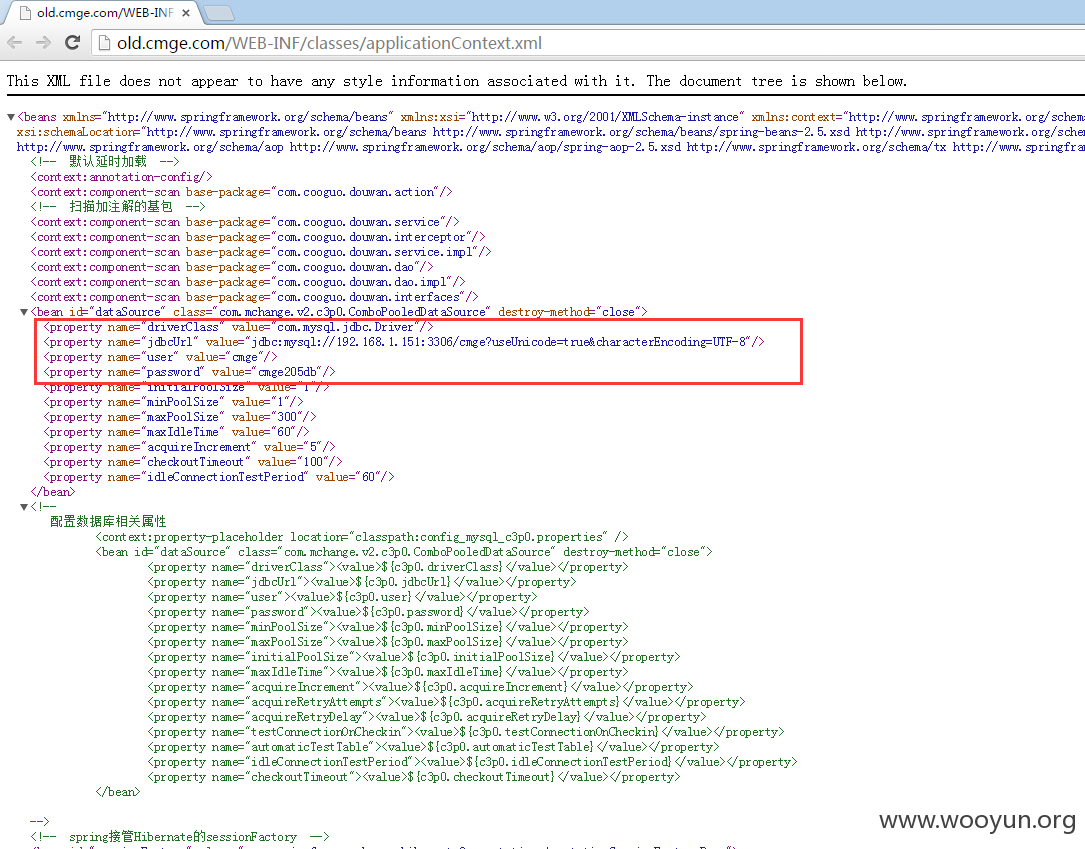 old.cmge.com/WEB-INF
old.cmge.com/WEB-INF/classes/applicationContext.xml
This XML file does not appear to have any style information associated with it. The document tree is shown below.
<beans xmlns="http://www.springframework.org/schema/beans" xmlns:xsi="http://www.w3.org/2001/XMLSchema-instance" xmlns:context="http://www.springframework.org/schema
xsi:schemaLocation="http://www.springframework.org/schema/beans http://www.springframework.org/schema/beans/spring-beans-2.5.xsd http://www.springframework.org/sche
http://www.springframework.org/schema/aop http://www.springframework.org/schema/aop/spring-aop-2.5.xsd http://www.springframework.org/schema/tx http://www.springfra
<!-- 默认延时加载 -->
<context:annotation-config/>
<context:component-scan base-package="com.cooguo.douwan.action"/>
<!-- 扫描加注解的基包 -->
<context:component-scan base-package="com.cooguo.douwan.service"/>
<context:component-scan base-package="com.cooguo.douwan.interceptor"/>
<context:component-scan base-package="com.cooguo.douwan.service.impl"/>
<context:component-scan base-package="com.cooguo.douwan.dao"/>
<context:component-scan base-package="com.cooguo.douwan.dao.impl"/>
<context:component-scan base-package="com.cooguo.douwan.interfaces"/>
<bean id="dataSource" class="com.mchange.v2.c3p0.ComboPooledDataSource" destroy-method="close">
<property name="driverClass" value="com.mysql.jdbc.Driver"/>
<property name="jdbcUrl" value="jdbc:mysql://192.168.1.151:3306/cmge?useUnicode=true&characterEncoding=UTF-8"/>
<property name="user" value="cmge"/>
<property name="password" value="cmge205db"/>
<property name="initialPoolSize" value="1"/>
<property name="minPoolSize" value="1"/>
<property name="maxPoolSize" value="300"/>
<property name="maxIdleTime" value="60"/>
<property name="acquireIncrement" value="5"/>
<property name="checkoutTimeout" value="100"/>
<property name="idleConnectionTestPeriod" value="60"/>
</bean>
<!--
配置数据库相关属性
<context:property-placeholder location="classpath:config_mysql_c3p0.properties" />
<bean id="dataSource" class="com.mchange.v2.c3p0.ComboPooledDataSource" destroy-method="close">
<property name="driverClass"><value>${c3p0.driverClass}</value></property>
<property name="jdbcUrl"><value>${c3p0.jdbcUrl}</value></property>
<property name="user"><value>${c3p0.user}</value></property>
<property name="password"><value>${c3p0.password}</value></property>
<property name="minPoolSize"><value>${c3p0.minPoolSize}</value></property>
<property name="maxPoolSize"><value>${c3p0.maxPoolSize}</value></property>
<property name="initialPoolSize"><value>${c3p0.initialPoolSize}</value></property>
<property name="maxIdleTime"><value>${c3p0.maxIdleTime}</value></property>
<property name="acquireIncrement"><value>${c3p0.acquireIncrement}</value></property>
<property name="acquireRetryAttempts"><value>${c3p0.acquireRetryAttempts}</value></property>
<property name="acquireRetryDelay"><value>${c3p0.acquireRetryDelay}</value></property>
<property name="testConnectionOnCheckin"><value>${c3p0.testConnectionOnCheckin}</value></property>
<property name="automaticTestTable"><value>${c3p0.automaticTestTable}</value></property>
<property name="idleConnectionTestPeriod"><value>${c3p0.idleConnectionTestPeriod}</value></property>
<property name="checkoutTimeout"><value>${c3p0.checkoutTimeout}</value></property>
</bean>
-->
<!-- spring接管Hibernate的sessionFactory -->
www.wooyun.org